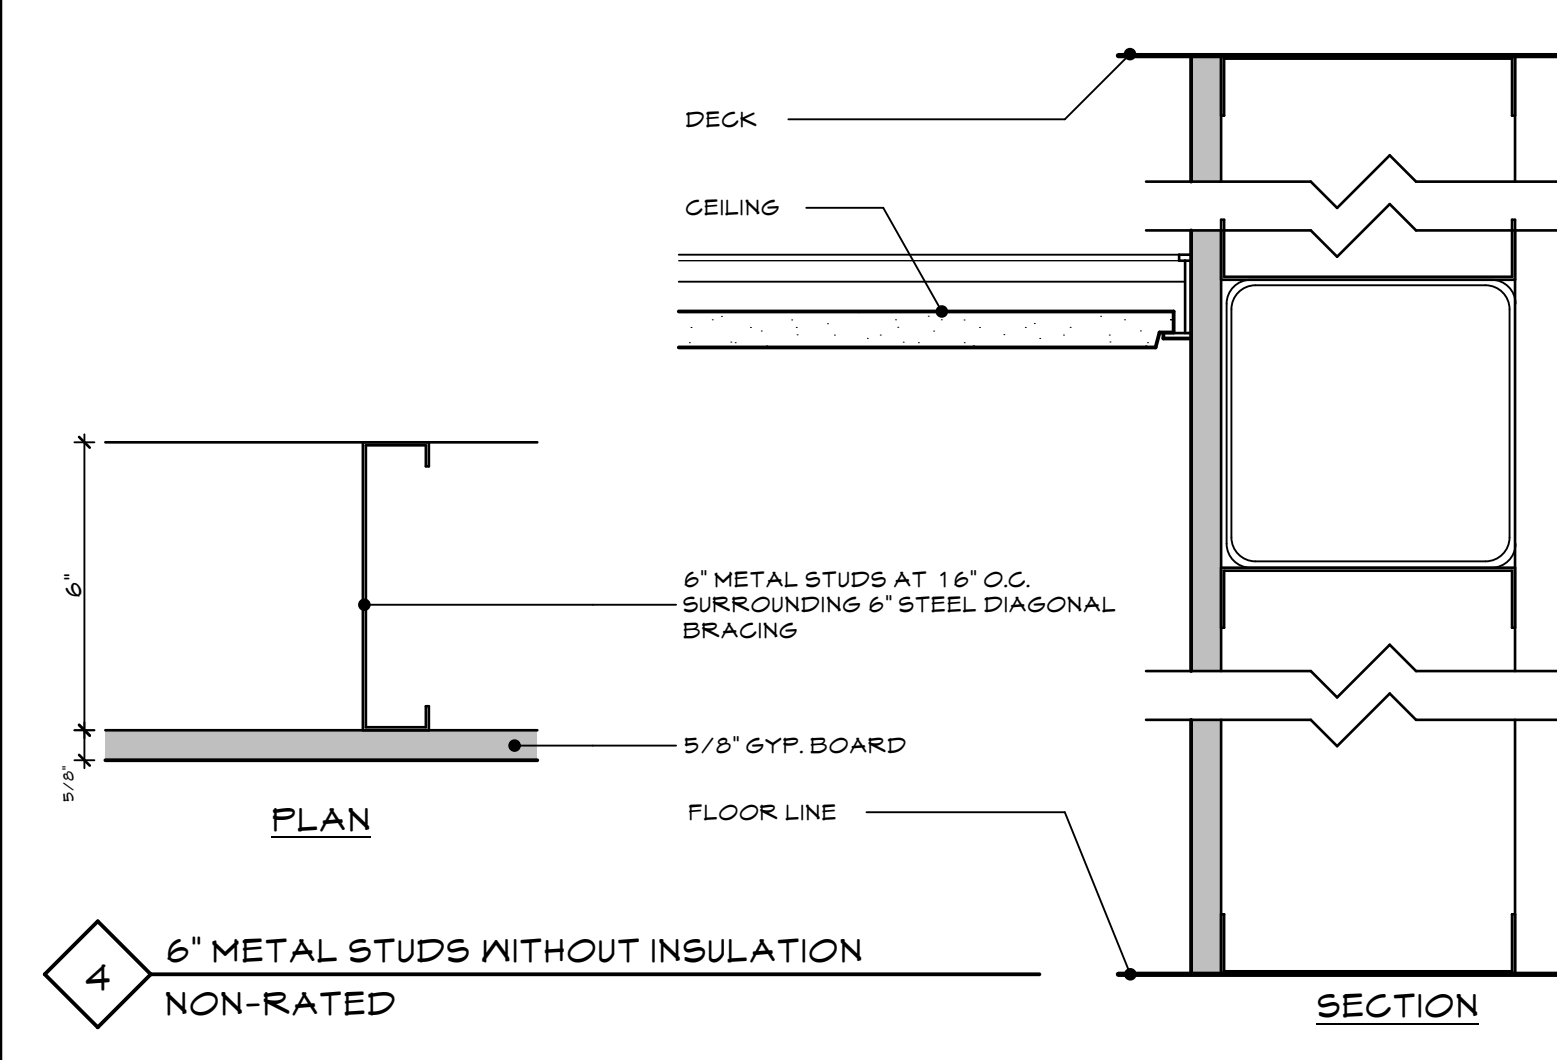 DECK
CEILING
6"
6" METAL STUDS AT 16" O.C.
SURROUNDING 6" STEEL DIAGONAL
BRACING
5/8" GYP. BOARD
5/8"
PLAN
FLOOR LINE
4
6" METAL STUDS WITHOUT INSULATION
NON-RATED
SECTION